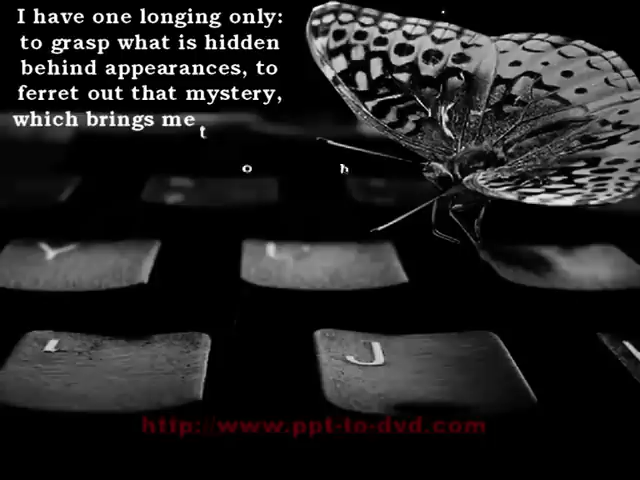 I have one longing only:
to grasp what is hidden
behind appearances, to
ferret out that mystery,
which brings me t
o h
Y
J
http://www.ppt-to-dvd.com